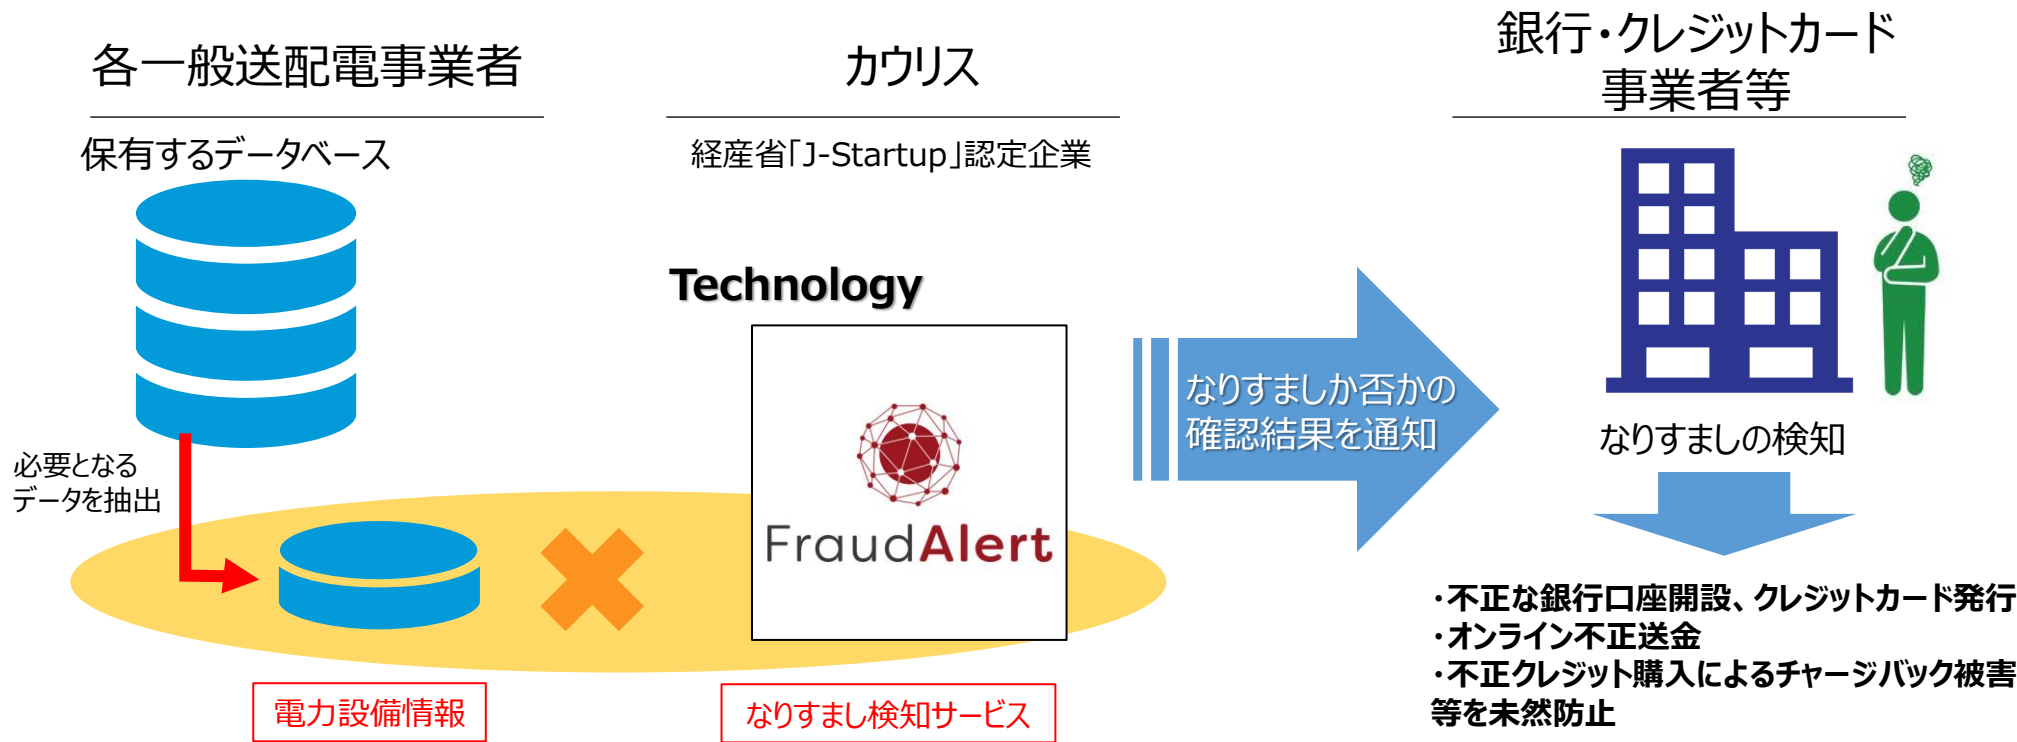 各一般送配電事業者
保有するデータベース
必要となる
データを抽出
電力設備情報
カウリス
経産省「J-Startup」認定企業
Technology
FraudAlert
なりすまし検知サービス
なりすましか否かの
確認結果を通知
銀行・クレジットカード
事業者等
なりすましの検知
・不正な銀行口座開設、クレジットカード発行
・オンライン不正送金
・不正クレジット購入によるチャージバック被害
等を未然防止